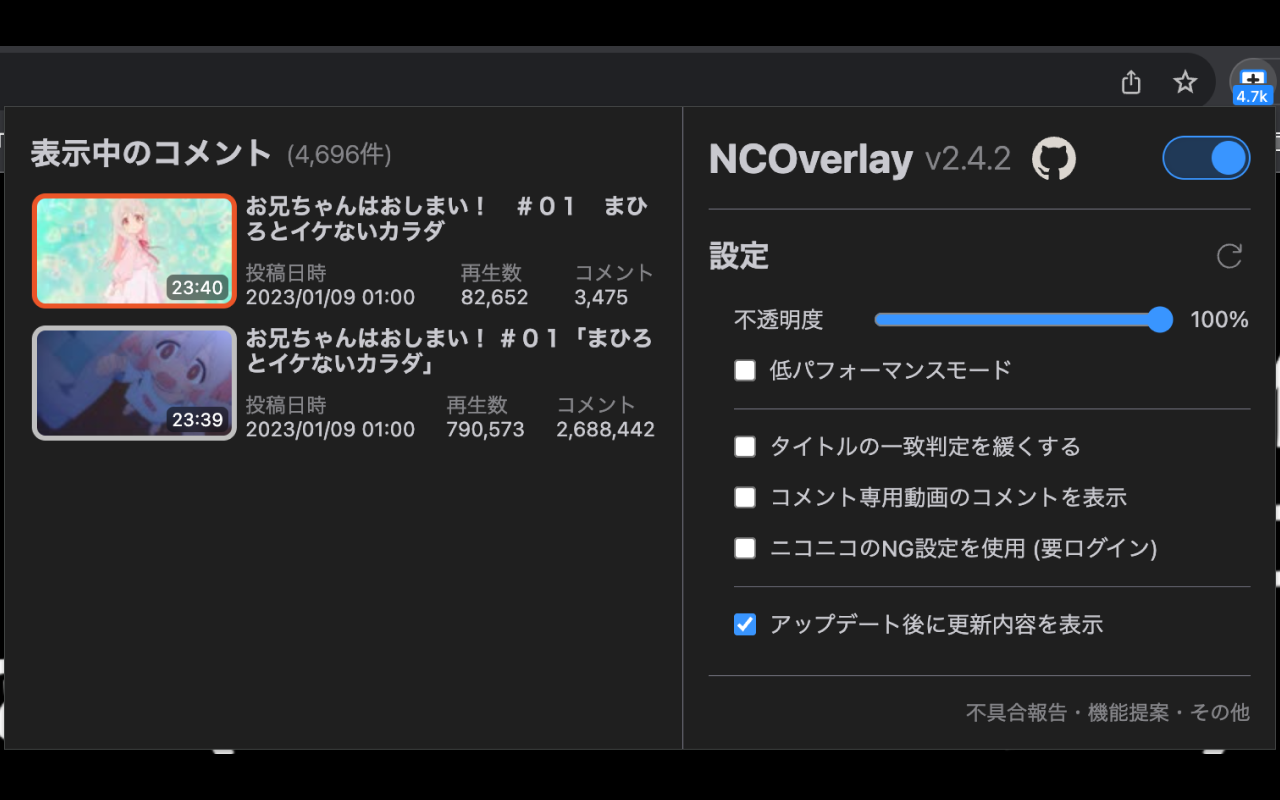 4.7k
表示中のコメント (4,696件)
お兄ちゃんはおしまい！　＃０１　まひ
ろとイケないカラダ
23:40
投稿日時 再生数 コメント
2023/01/09 01:00 82,652 3,475
お兄ちゃんはおしまい！ ＃０１「まひろ
とイケないカラダ」
23:39
投稿日時 再生数 コメント
2023/01/09 01:00 790,573 2,688,442
NCOverlay v2.4.2
設定
不透明度 100%
低パフォーマンスモード
タイトルの一致判定を緩くする
コメント専用動画のコメントを表示
ニコニコのNG設定を使用 (要ログイン)
アップデート後に更新内容を表示
不具合報告・機能提案・その他